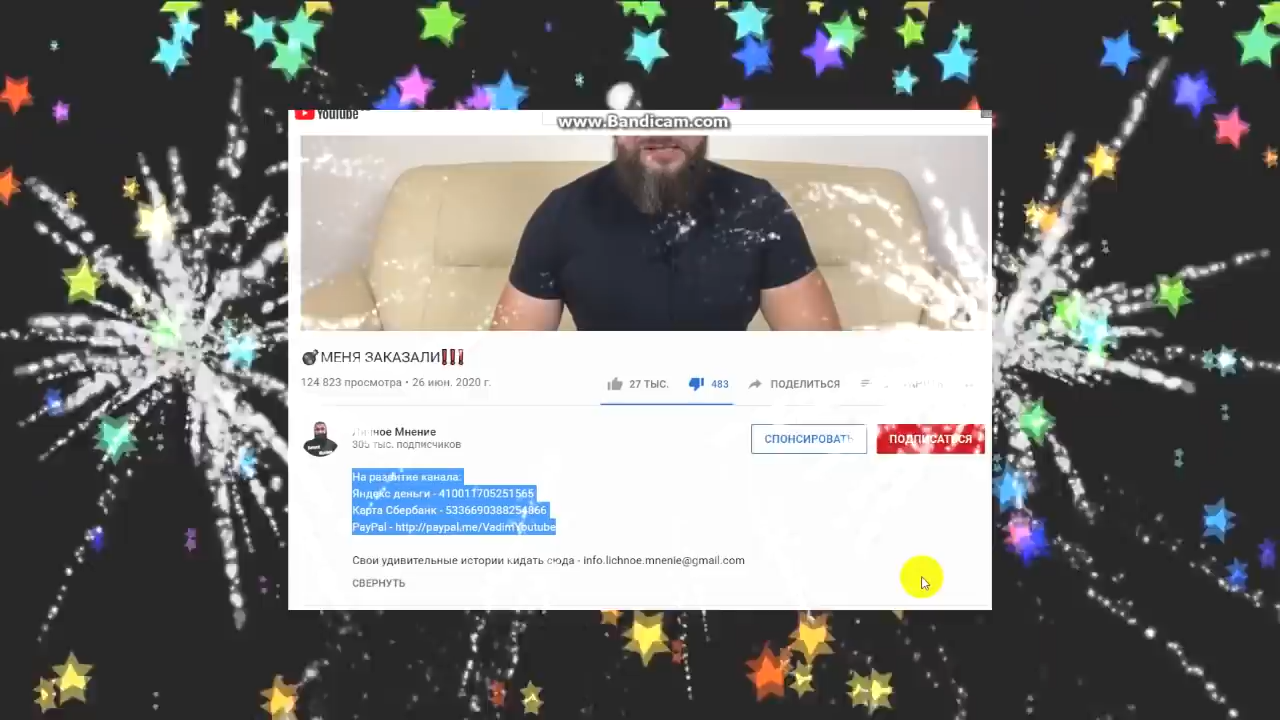 YouTube
www.Bandicam.com
МЕНЯ ЗАКАЗАЛИ!!!
124 823 просмотра • 26 июн. 2020 г.
27 ТЫС. 483 ПОДЕЛИТЬСЯ
Личное Мнение
305 тыс. подписчиков
СПОНСИРОВАТЬ ПОДПИСАТЬСЯ
На развитие канала:
Яндекс деньги - 410011705251565
Карта Сбербанк - 5336690388254866
PayPal - http://paypal.me/VadimYoutube
Свои удивительные истории кидать сюда - info.lichnoe.mnenie@gmail.com
СВЕРНУТЬ